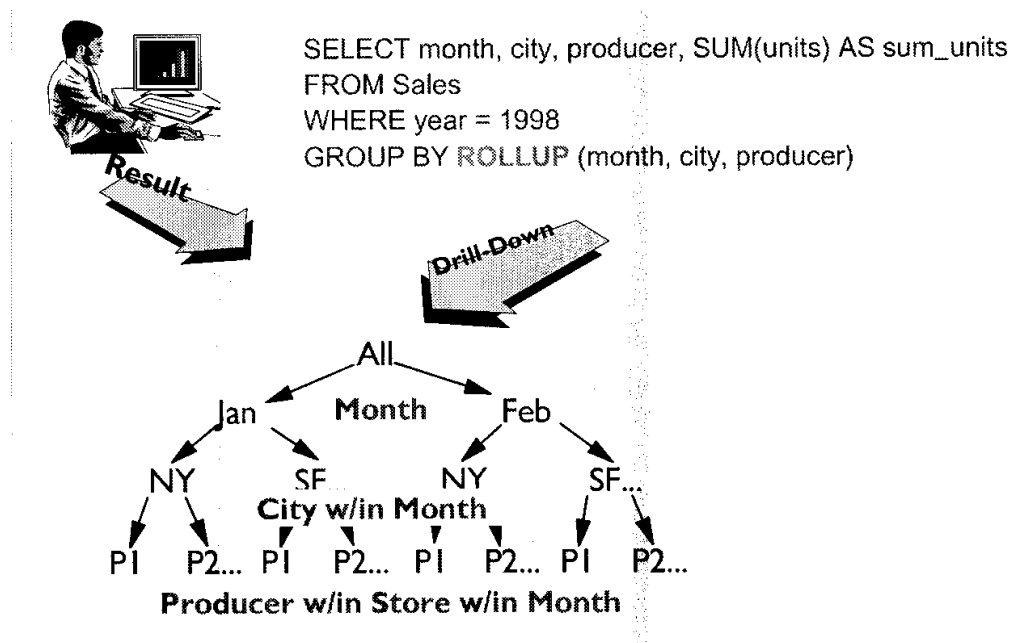 SELECT month, city, producer, SUM(units) AS sum_units
FROM Sales
WHERE year = 1998
GROUP BY ROLLUP (month, city, producer)
Result
Drill-Down
All
Jan Month Feb
NY SF... NY SF...
City w/in Month
P1 P2... P1 P2... P1 P2... P1 P2...
Producer w/in Store w/in Month